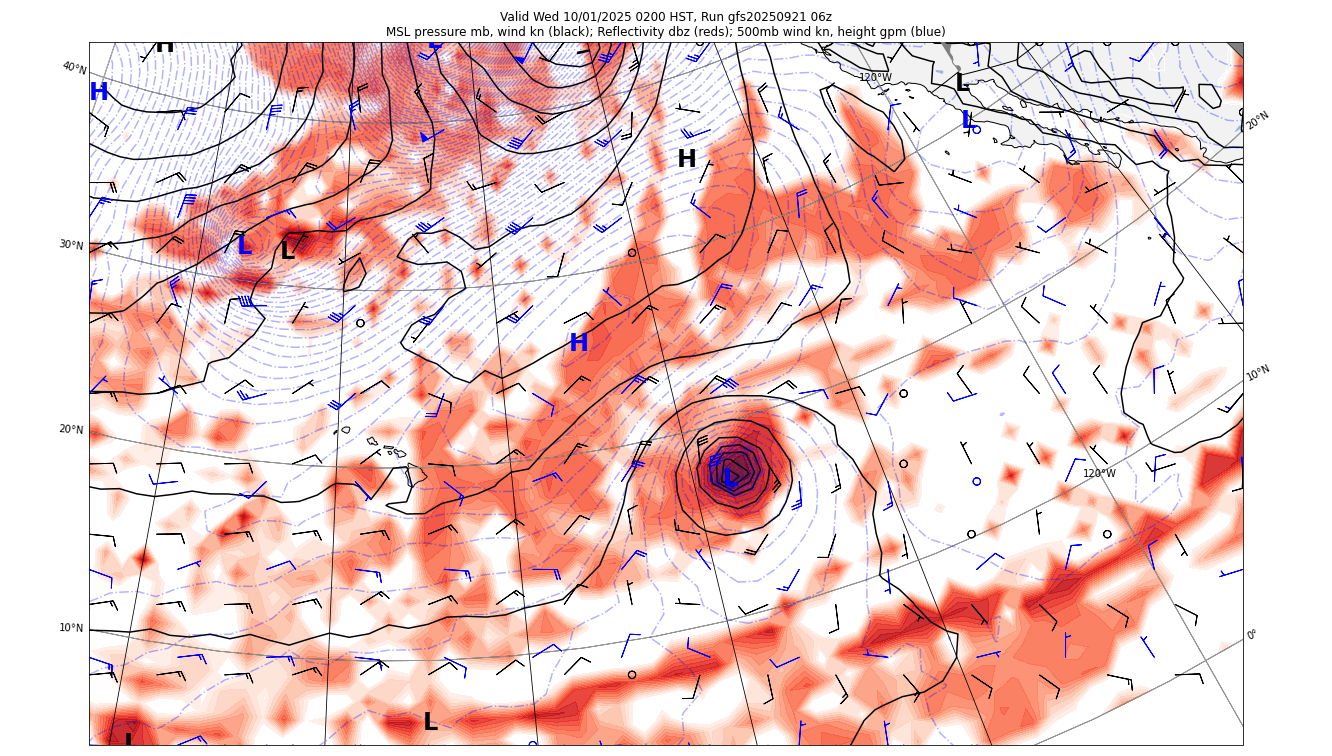 Valid Wed 10/01/2025 0200 HST, Run gfs20250921 06z
MSL pressure mb, wind kn (black); Reflectivity dbz (reds); 500mb wind kn, height gpm (blue)
H
L
40°N
120°W
L
H
L
20°N
H
30°N
L
L
H
10°N
20°N
120°W
L
10°N
0°
L
L